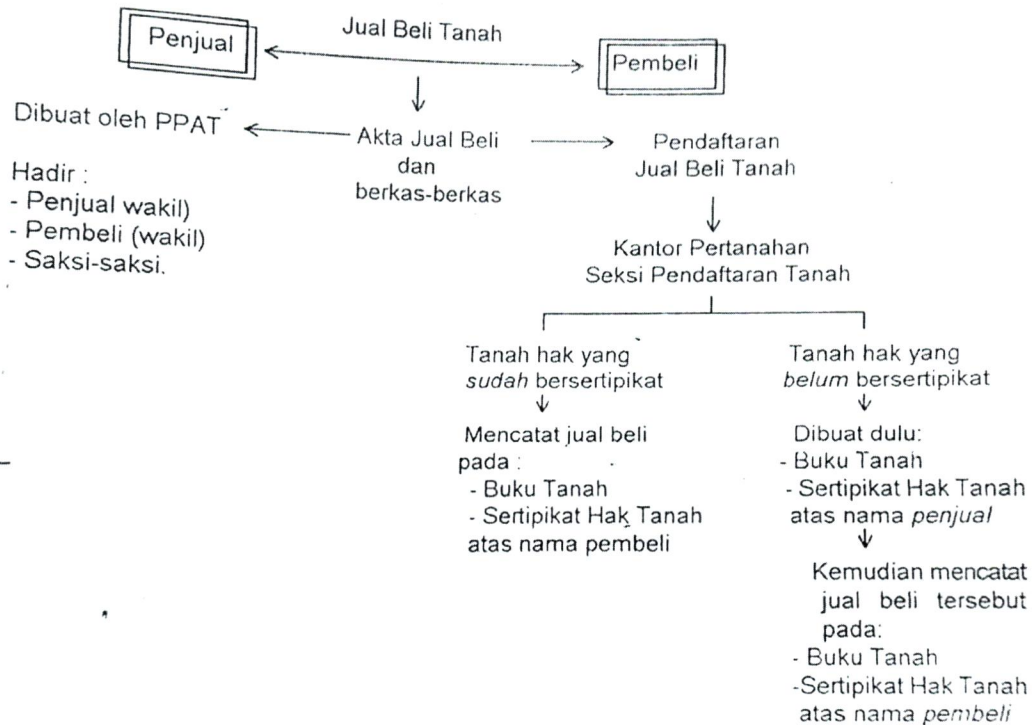 Penjual
Jual Beli Tanah
Pembeli
Dibuat oleh PPAT
Hadir :
- Penjual wakil)
- Pembeli (wakil)
- Saksi-saksi.
Akta Jual Beli
dan
berkas-berkas
Pendaftaran
Jual Beli Tanah
Kantor Pertanahan
Seksi Pendaftaran Tanah
Tanah hak yang
sudah bersertipikat
Mencatat jual beli
pada :
- Buku Tanah
- Sertipikat Hak Tanah
atas nama pembeli
Tanah hak yang
belum bersertipikat
Dibuat dulu:
- Buku Tanah
- Sertipikat Hak Tanah
atas nama penjual
Kemudian mencatat
jual beli tersebut
pada:
- Buku Tanah
-Sertipikat Hak Tanah
atas nama pembeli